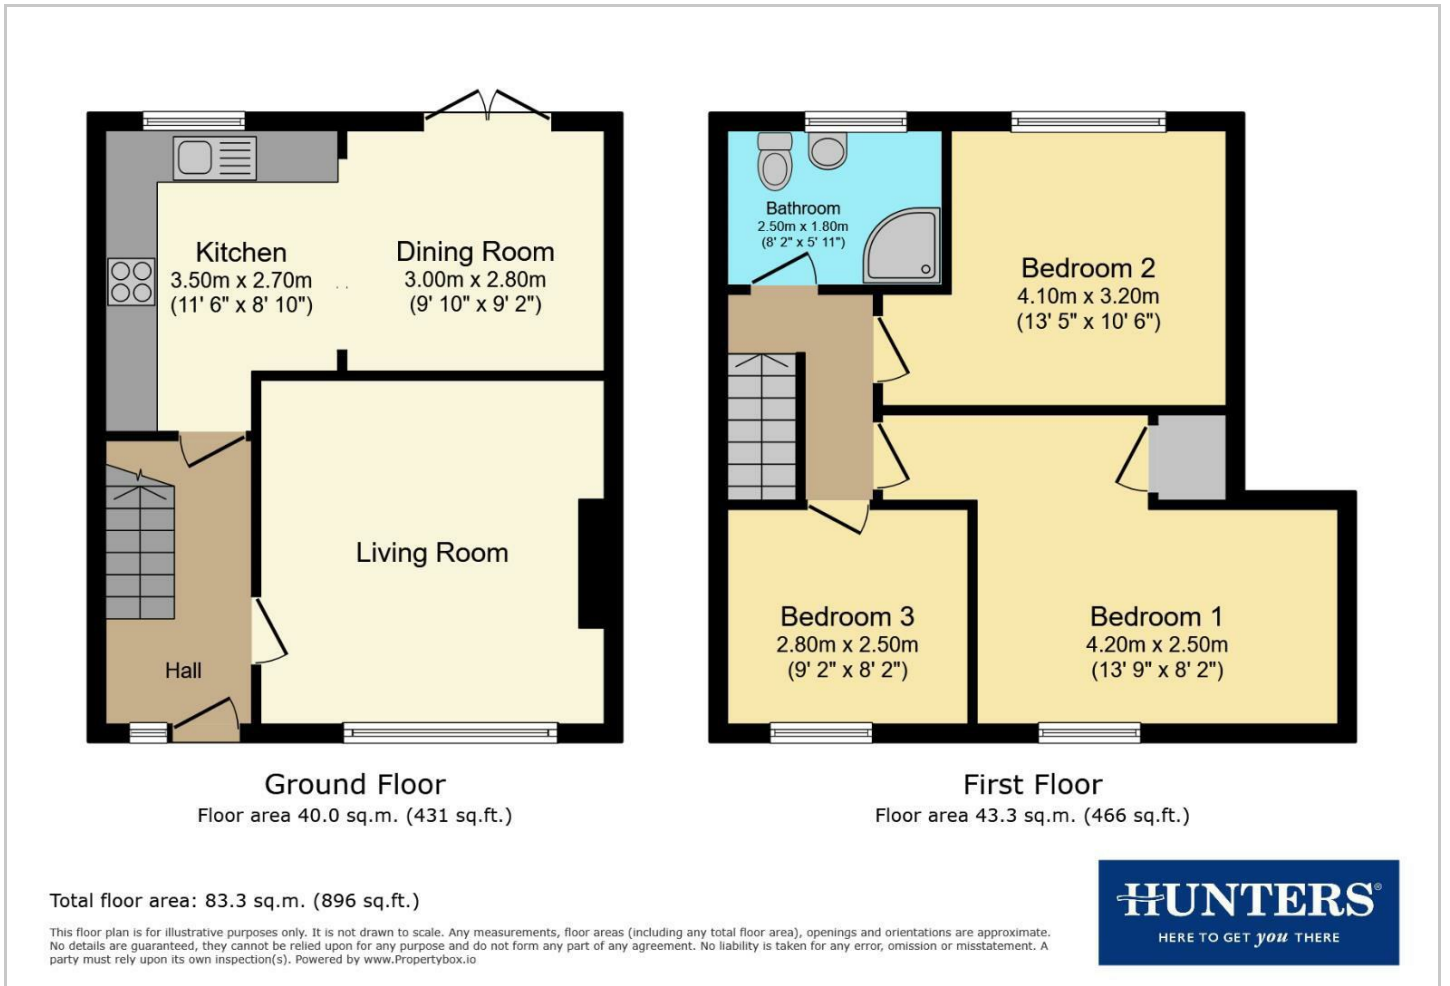 Kitchen
3.50m x 2.70m
(11' 6" x 8' 10")
Dining Room
3.00m x 2.80m
(9' 10" x 9' 2")
Living Room
Hall
Ground Floor
Floor area 40.0 sq.m. (431 sq.ft.)
Bathroom
2.50m x 1.80m
(8' 2" x 5' 11")
Bedroom 2
4.10m x 3.20m
(13' 5" x 10' 6")
Bedroom 3
2.80m x 2.50m
(9' 2" x 8' 2")
Bedroom 1
4.20m x 2.50m
(13' 9" x 8' 2")
First Floor
Floor area 43.3 sq.m. (466 sq.ft.)
Total floor area: 83.3 sq.m. (896 sq.ft.)
This floor plan is for illustrative purposes only. It is not drawn to scale. Any measurements, floor areas (including any total floor area), openings and orientations are approximate.
No details are guaranteed, they cannot be relied upon for any purpose and do not form any part of any agreement. No liability is taken for any error, omission or misstatement. A
party must rely upon its own inspection(s). Powered by www.Propertybox.io
HUNTERS®
HERE TO GET you THERE